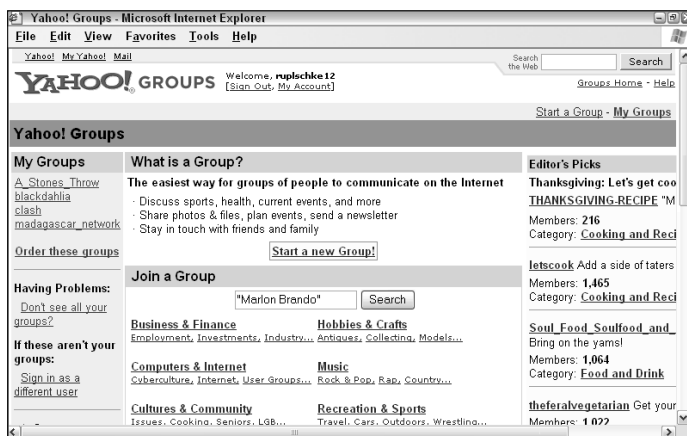 Yahoo! Groups - Microsoft Internet Explorer
File Edit View Favorites Tools Help
Yahoo! My Yahoo! Mail
Search the Web
Search
YAHOO! GROUPS
Welcome, ruplschke12
[Sign Out, My Account]
Groups Home - Help
Start a Group - My Groups
Yahoo! Groups
My Groups
A_Stones_Throw
blackdahlia
clash
madagascar_network
Order these groups
Having Problems:
Don't see all your
groups?
If these aren't your
groups:
Sign in as a
different user
What is a Group?
The easiest way for groups of people to communicate on the Internet
· Discuss sports, health, current events, and more
· Share photos & files, plan events, send a newsletter
· Stay in touch with friends and family
Start a new Group!
Join a Group
"Marlon Brando" Search
Business & Finance
Employment, Investments, Industry...
Hobbies & Crafts
Antiques, Collecting, Models...
Computers & Internet
Cyberculture, Internet, User Groups...
Music
Rock & Pop, Rap, Country...
Cultures & Community
Issues, Cooking, Seniors, LGB...
Recreation & Sports
Travel, Cars, Outdoors, Wrestling...
Editor's Picks
Thanksgiving: Let's get coo
THANKSGIVING-RECIPE "M
Members: 216
Category: Cooking and Reci
letscook Add a side of taters
Members: 1,465
Category: Cooking and Reci
Soul_Food_Soulfood_and_
Bring on the yams!
Members: 1,064
Category: Food and Drink
theferalvegetarian Get your
Members: 1,022